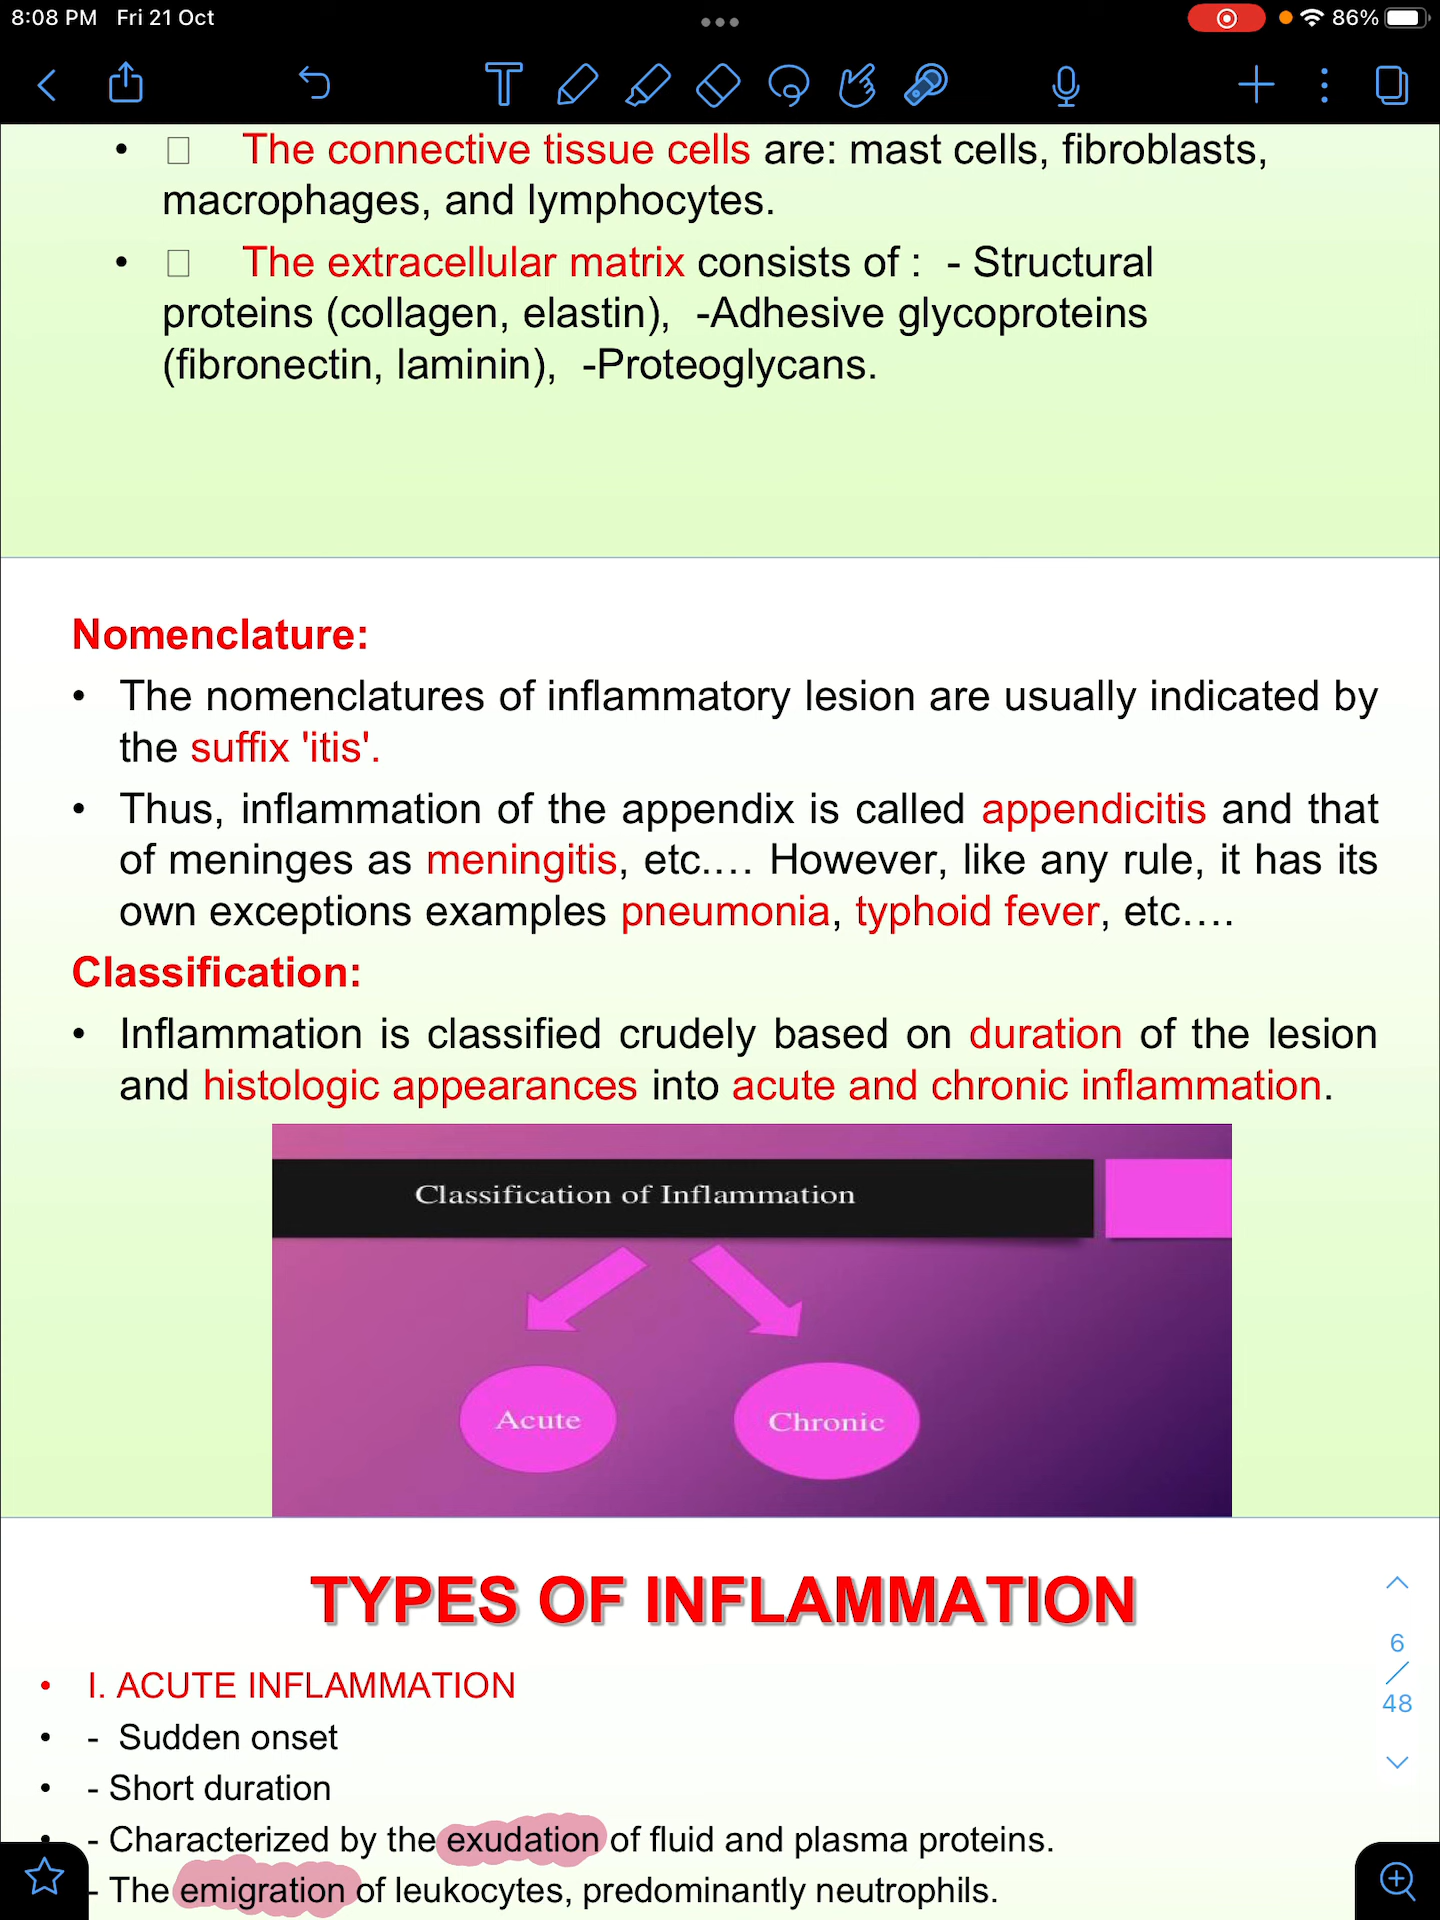 8:08 PM Fri 21 Oct
86%
• □ The connective tissue cells are: mast cells, fibroblasts,
macrophages, and lymphocytes.
• □ The extracellular matrix consists of : - Structural
proteins (collagen, elastin), -Adhesive glycoproteins
(fibronectin, laminin), -Proteoglycans.
Nomenclature:
• The nomenclatures of inflammatory lesion are usually indicated by
the suffix 'itis'.
• Thus, inflammation of the appendix is called appendicitis and that
of meninges as meningitis, etc.... However, like any rule, it has its
own exceptions examples pneumonia, typhoid fever, etc....
Classification:
• Inflammation is classified crudely based on duration of the lesion
and histologic appearances into acute and chronic inflammation.
Classification of Inflammation
Acute
Chronic
TYPES OF INFLAMMATION
• I. ACUTE INFLAMMATION
• - Sudden onset
• - Short duration
• - Characterized by the exudation of fluid and plasma proteins.
- The emigration of leukocytes, predominantly neutrophils.
6
/
48